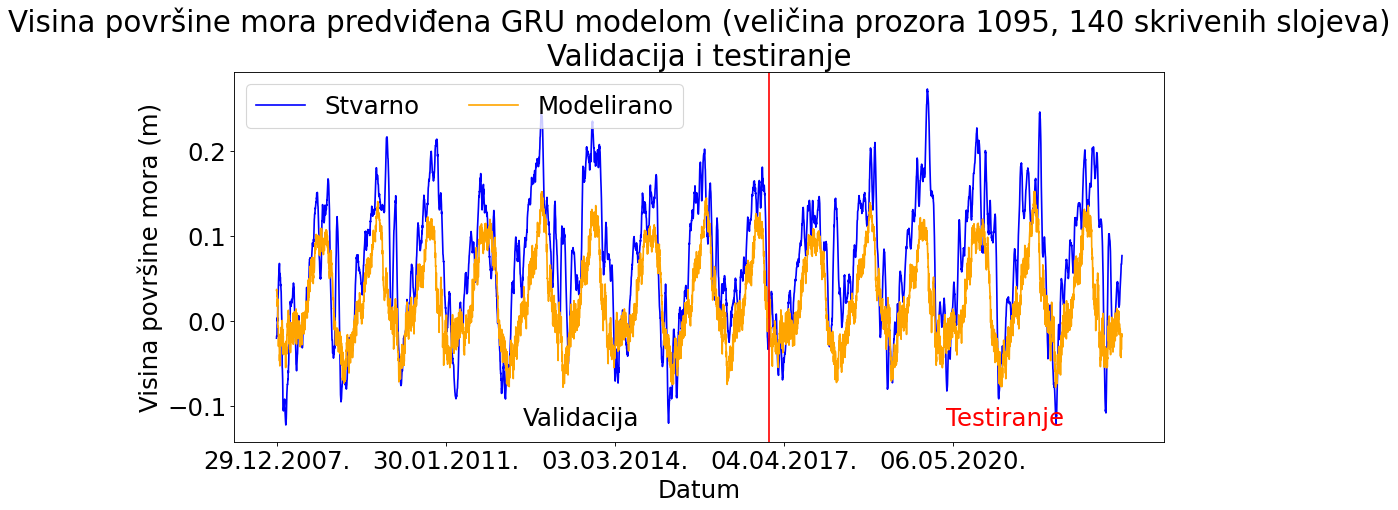 Visina površine mora predviđena GRU modelom (veličina prozora 1095, 140 skrivenih slojeva)
Validacija i testiranje
Stvarno
Modelirano
Visina površine mora (m)
0.2
0.1
0.0
−0.1
Validacija
Testiranje
29.12.2007.
30.01.2011.
03.03.2014.
04.04.2017.
06.05.2020.
Datum